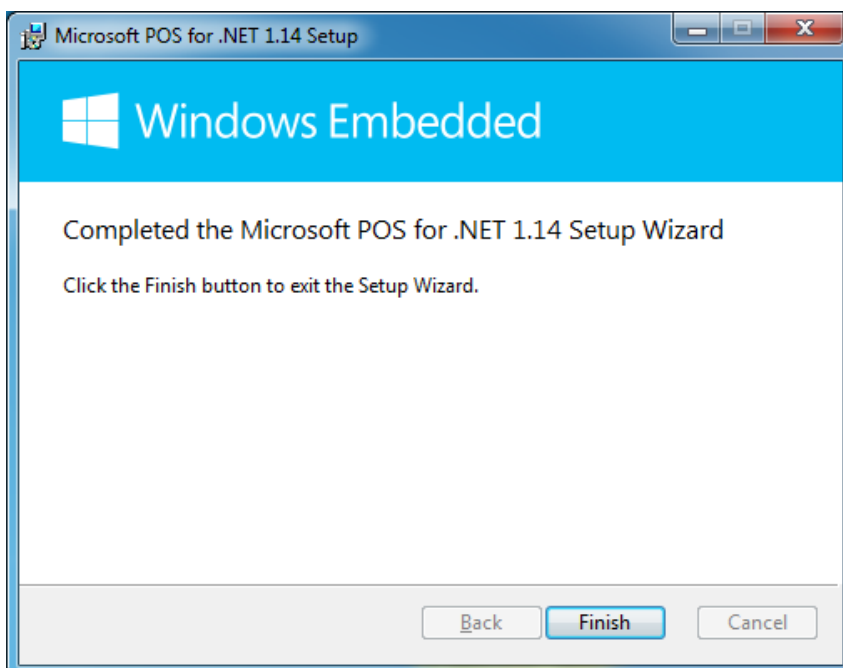 Microsoft POS for .NET 1.14 Setup
Windows Embedded
Completed the Microsoft POS for .NET 1.14 Setup Wizard
Click the Finish button to exit the Setup Wizard.
Back Finish Cancel